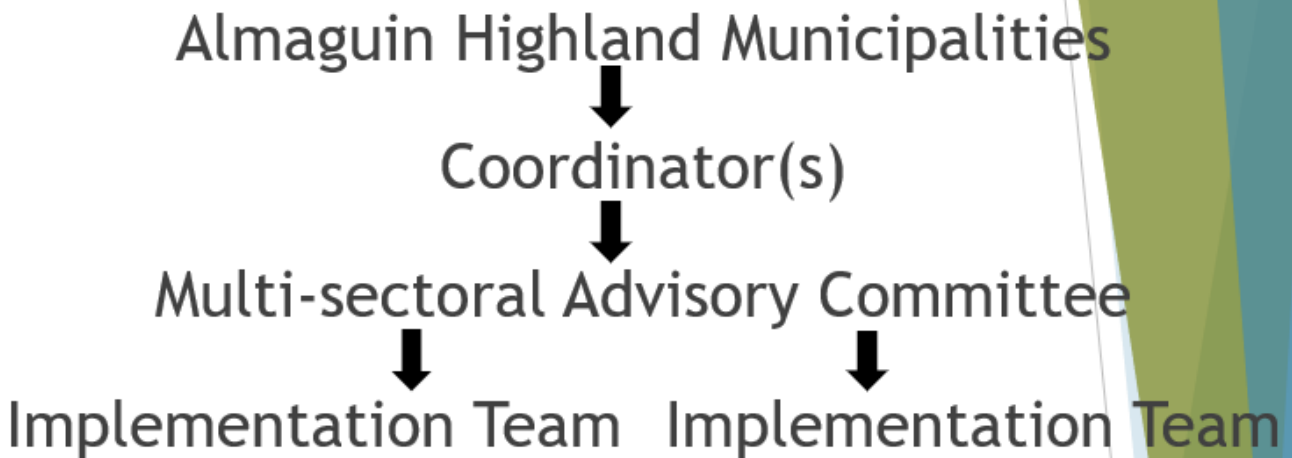 Almaguin Highland Municipalities
Coordinator(s)
Multi-sectoral Advisory Committee
Implementation Team Implementation Team